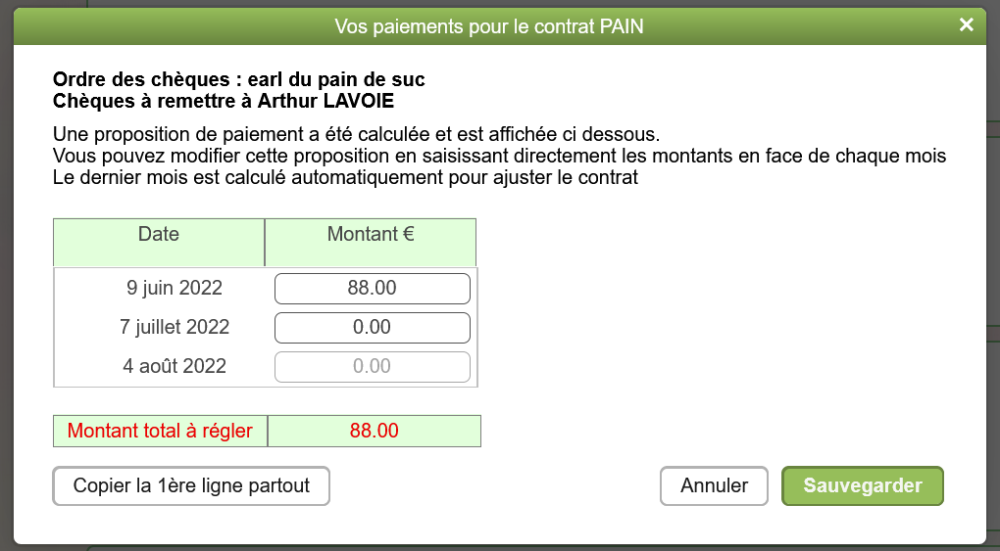 Vos paiements pour le contrat PAIN ×
Ordre des chèques : earl du pain de suc
Chèques à remettre à Arthur LAVOIE
Une proposition de paiement a été calculée et est affichée ci dessous.
Vous pouvez modifier cette proposition en saisissant directement les montants en face de chaque mois
Le dernier mois est calculé automatiquement pour ajuster le contrat
Date Montant €
9 juin 2022 88.00
7 juillet 2022 0.00
4 août 2022 0.00
Montant total à régler 88.00
Copier la 1ère ligne partout Annuler Sauvegarder